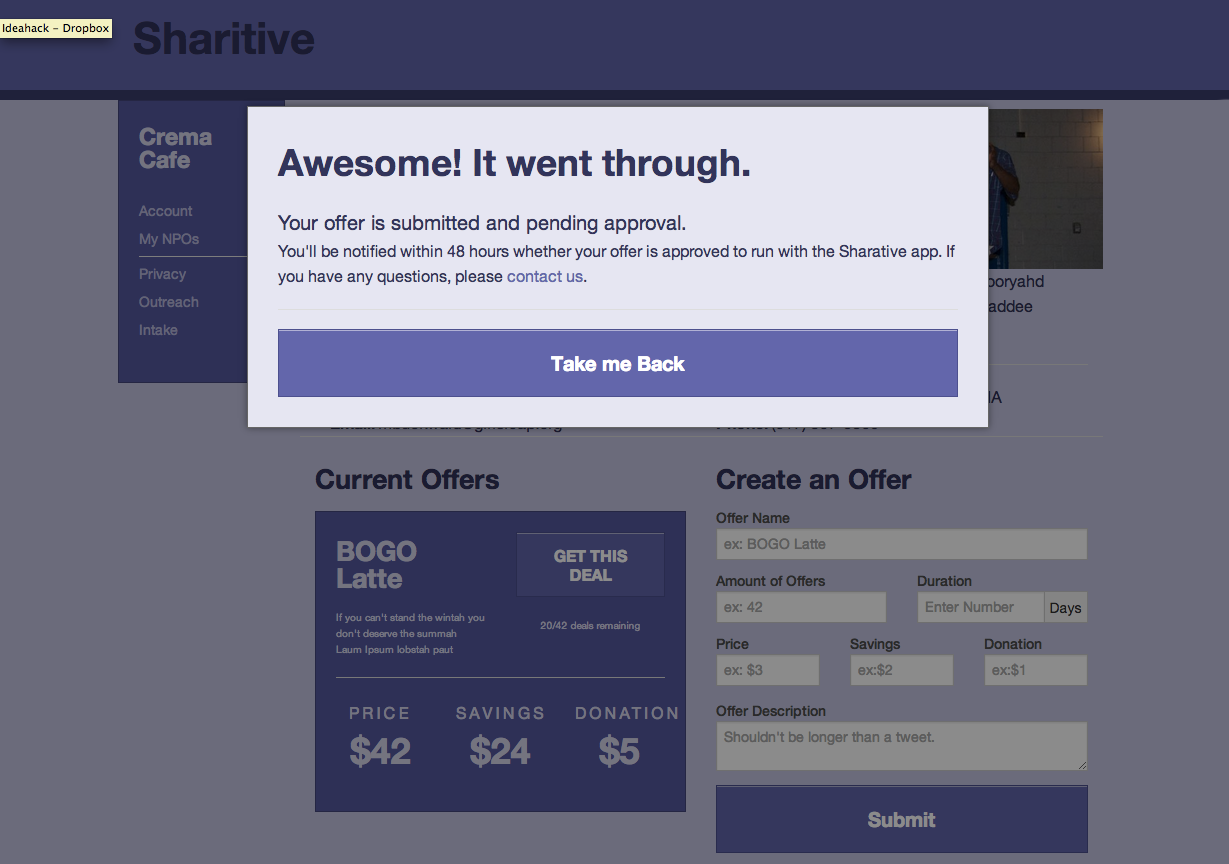 Ideahack – Dropbox
Sharitive
Crema
Cafe
Account
My NPOs
Privacy
Outreach
Intake
Awesome! It went through.
Your offer is submitted and pending approval.
You'll be notified within 48 hours whether your offer is approved to run with the Sharative app. If
you have any questions, please contact us.
Take me Back
ooryahd
addee
IA
Current Offers
BOGO
Latte
GET THIS
DEAL
If you can't stand the wintah you
don't deserve the summah
Laum Ipsum lobstah paut
20/42 deals remaining
PRICE SAVINGS DONATION
$42 $24 $5
Create an Offer
Offer Name
ex: BOGO Latte
Amount of Offers Duration
ex: 42 Enter Number Days
Price Savings Donation
ex: $3 ex:$2 ex:$1
Offer Description
Shouldn't be longer than a tweet.
Submit